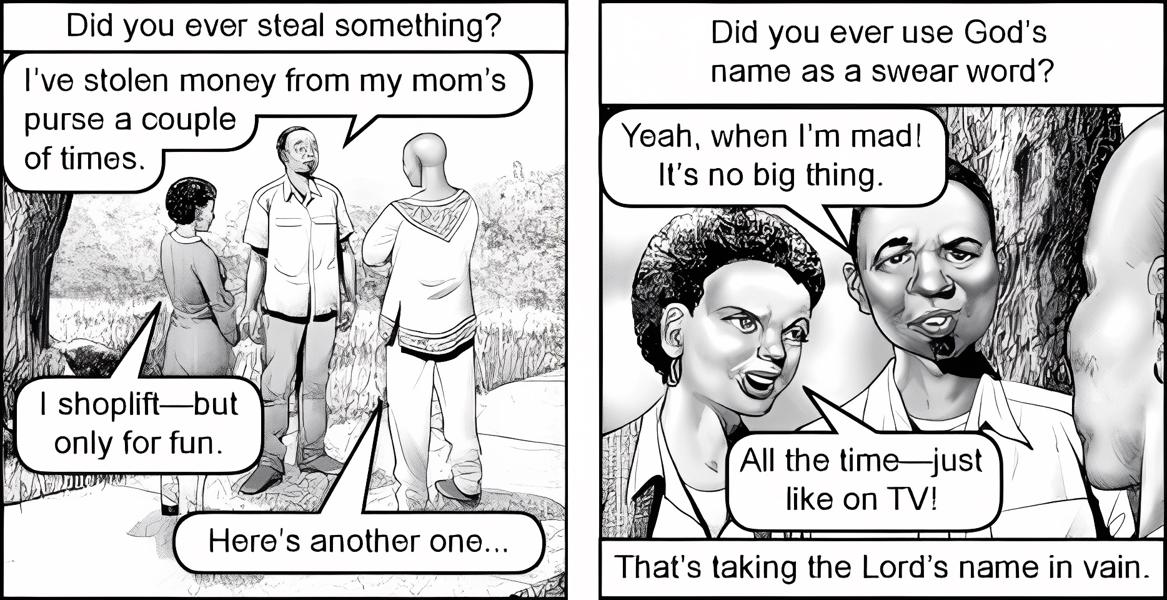 Did you ever steal something?
I've stolen money from my mom's
purse a couple
of times.
I shoplift—but
only for fun.
Here's another one...
Did you ever use God's
name as a swear word?
Yeah, when I'm mad!
It's no big thing.
All the time—just
like on TV!
That's taking the Lord's name in vain.